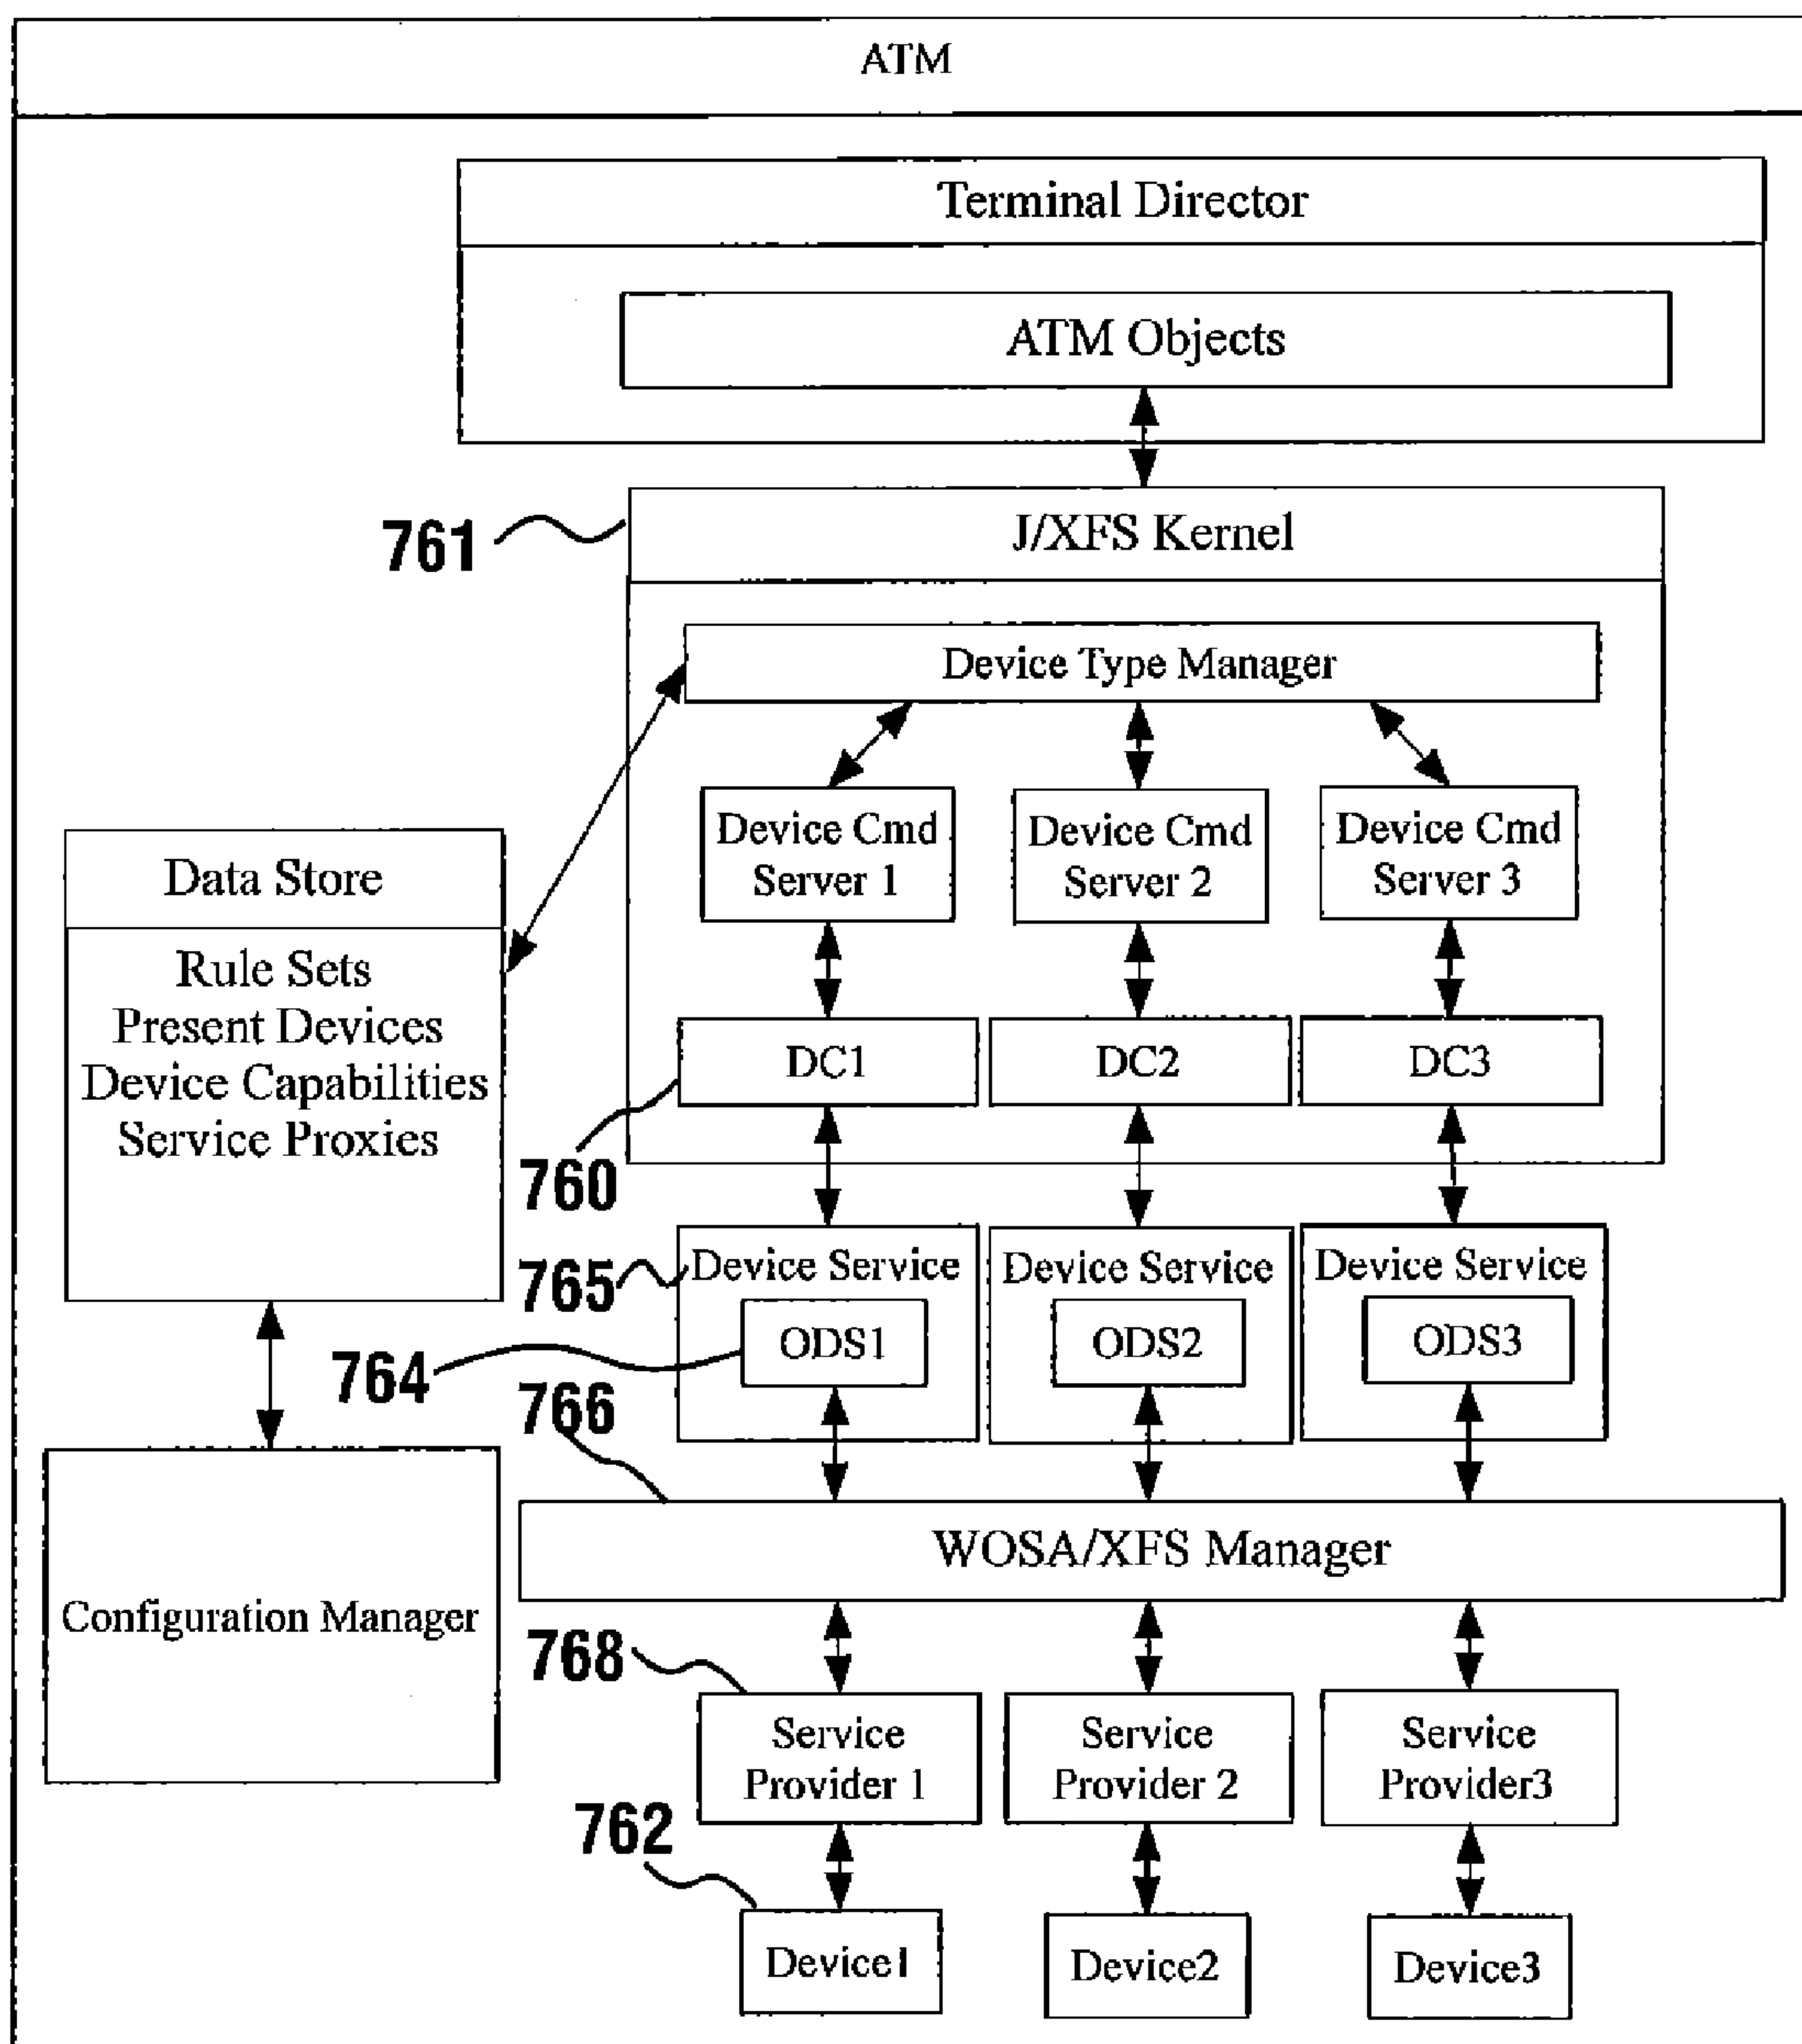 ATM
Terminal Director
ATM Objects
761
J/XFS Kernel
Device Type Manager
Device Cmd
Server 1
Device Cmd
Server 2
Device Cmd
Server 3
Data Store
Rule Sets
Present Devices
Device Capabilities
Service Proxies
DC1
DC2
DC3
760
765
Device Service
ODS1
Device Service
ODS2
Device Service
ODS3
764
766
WOSA/XFS Manager
Configuration Manager
768
Service
Provider 1
Service
Provider 2
Service
Provider3
762
Device1
Device2
Device3